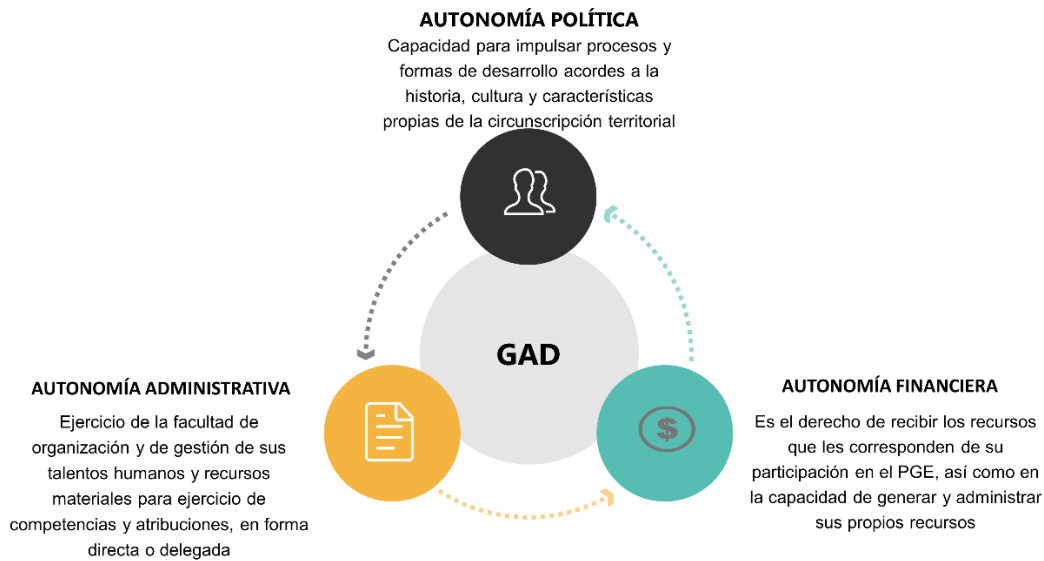 AUTONOMÍA POLÍTICA
Capacidad para impulsar procesos y
formas de desarrollo acordes a la
historia, cultura y características
propias de la circunscripción territorial
GAD
AUTONOMÍA ADMINISTRATIVA
Ejercicio de la facultad de
organización y de gestión de sus
talentos humanos y recursos
materiales para ejercicio de
competencias y atribuciones, en forma
directa o delegada
$
AUTONOMÍA FINANCIERA
Es el derecho de recibir los recursos
que les corresponden de su
participación en el PGE, así como en
la capacidad de generar y administrar
sus propios recursos